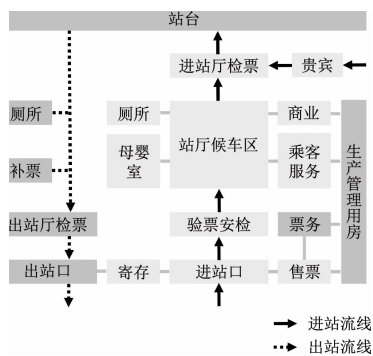 站台
进站厅检票
贵宾
厕所
厕所
商业
站厅候车区
母婴
室
乘客
服务
生产管理用房
补票
出站厅检票
验票安检
票务
出站口
寄存
进站口
售票
进站流线
出站流线